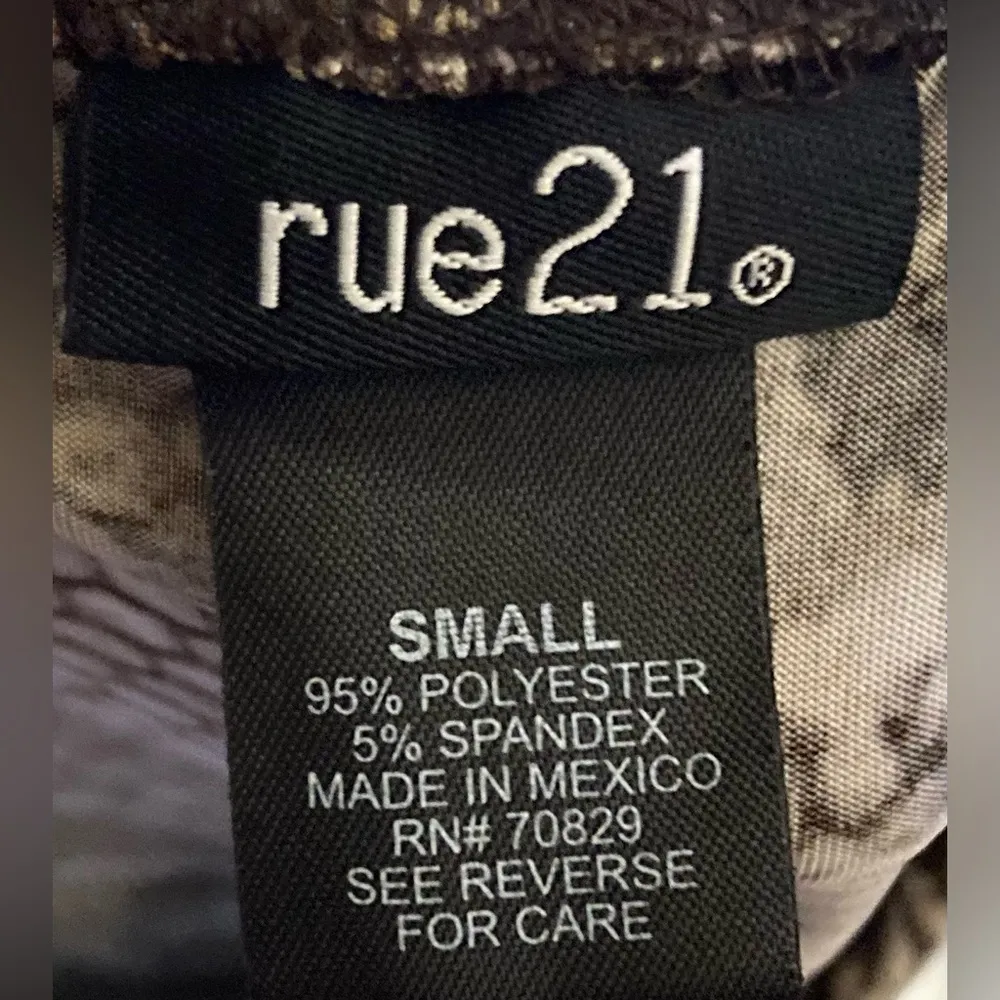 rue21®
SMALL
95% POLYESTER
5% SPANDEX
MADE IN MEXICO
RN# 70829
SEE REVERSE
FOR CARE